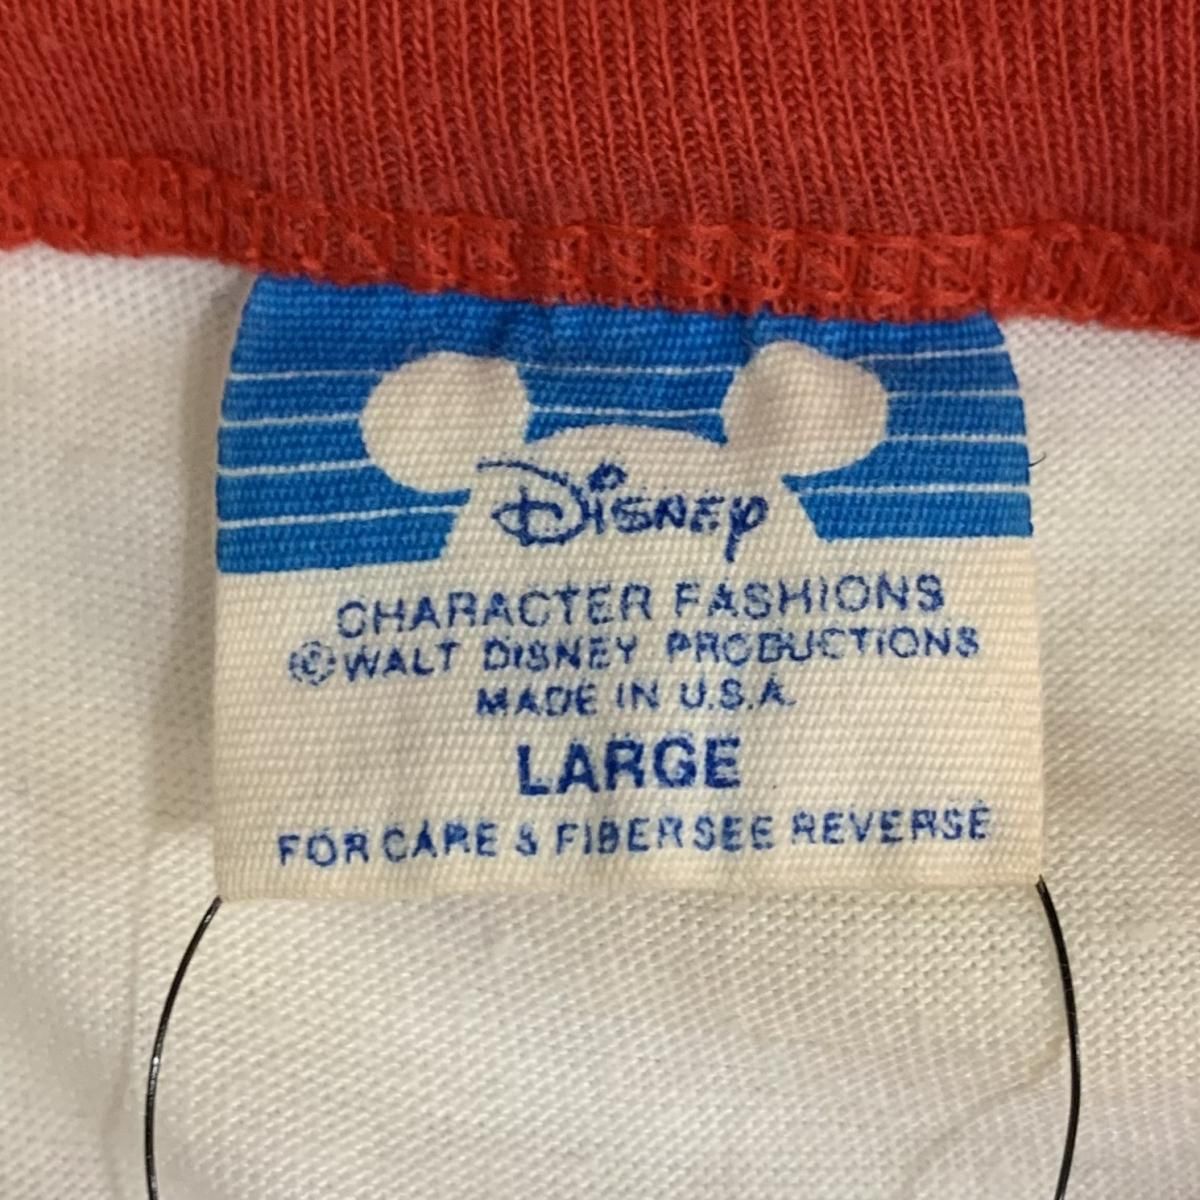 Disney
CHARACTER FASHIONS
©WALT DISNEY PRODUCTIONS
MADE IN U.S.A.
LARGE
FOR CARE & FIBER SEE REVERSE